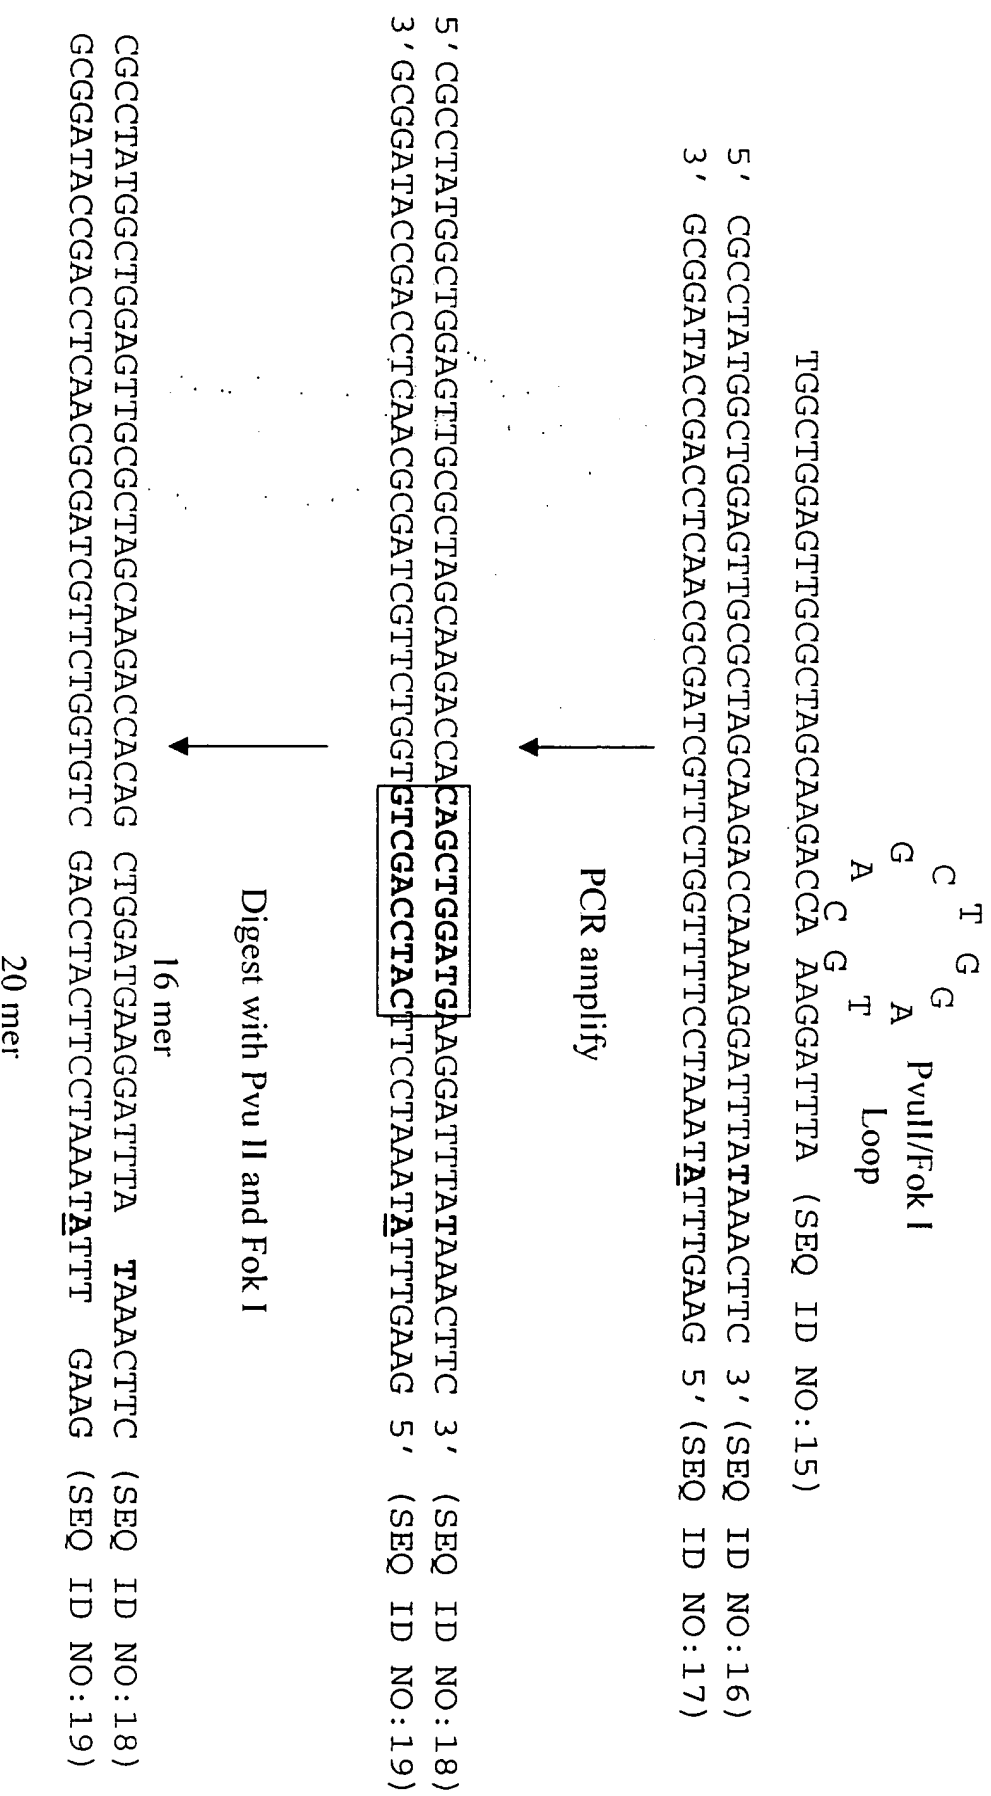 T G
C G
G A PvuII/Fok I
A T Loop
C G
TGGCTGGAGTTGCGCTAGCAAGACCA AAGGATTTA (SEQ ID NO:15)
5' CGCCTATGGCTGGAGTTGCGCTAGCAAGACCAAAAGGATTTATAAACTTC 3' (SEQ ID NO:16)
3' GCGGATACCGACCTCAACGCGATCGTTCTGGTTTTCCTAAATATTTGAAG 5' (SEQ ID NO:17)
PCR amplify
5'CGCCTATGGCTGGAGTTGCGCTAGCAAGACCACAGCTGGATGAAGGATTTATAAACTTC 3' (SEQ ID NO:18)
3'GCGGATACCGACCTCAACGCGATCGTTCTGGTGTCGACCTACTTCCTAAATATTTGAAG 5' (SEQ ID NO:19)
Digest with Pvu II and Fok I
16 mer
CGCCTATGGCTGGAGTTGCGCTAGCAAGACCACAG CTGGATGAAGGATTTA TAAACTTC (SEQ ID NO:18)
GCGGATACCGACCTCAACGCGATCGTTCTGGTGTC GACCTACTTCCTAAATATTT GAAG (SEQ ID NO:19)
20 mer